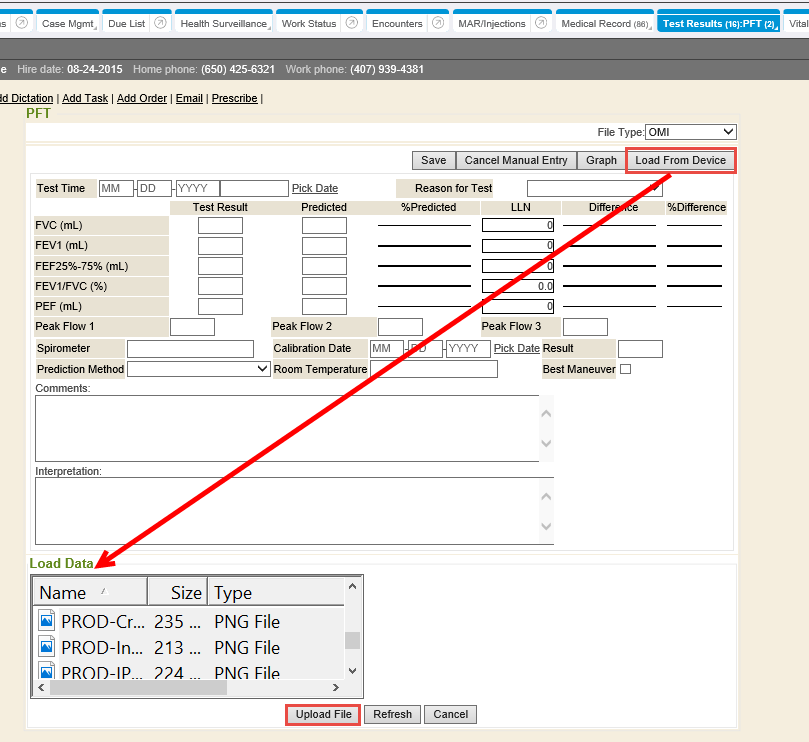 Case Mgmt
Due List
Health Surveillance
Work Status
Encounters
MAR/Injections
Medical Record (86)
Test Results (16):PFT (2)
Vital
Hire date: 08-24-2015 Home phone: (650) 425-6321 Work phone: (407) 939-4381
dd Dictation | Add Task | Add Order | Email | Prescribe |
PFT
File Type: OMI
Save Cancel Manual Entry Graph Load From Device
Test Time MM - DD - YYYY Pick Date Reason for Test
Test Result Predicted %Predicted LLN Difference %Difference
FVC (mL) 0
FEV1 (mL) 0
FEF25%-75% (mL) 0
FEV1/FVC (%) 0.0
PEF (mL) 0
Peak Flow 1 Peak Flow 2 Peak Flow 3
Spirometer Calibration Date MM - DD - YYYY Pick Date Result
Prediction Method Room Temperature Best Maneuver
Comments:
Interpretation:
Load Data
Name Size Type
PROD-Cr... 235 ... PNG File
PROD-In... 213 ... PNG File
PROD-IP... 224 ... PNG File
Upload File Refresh Cancel